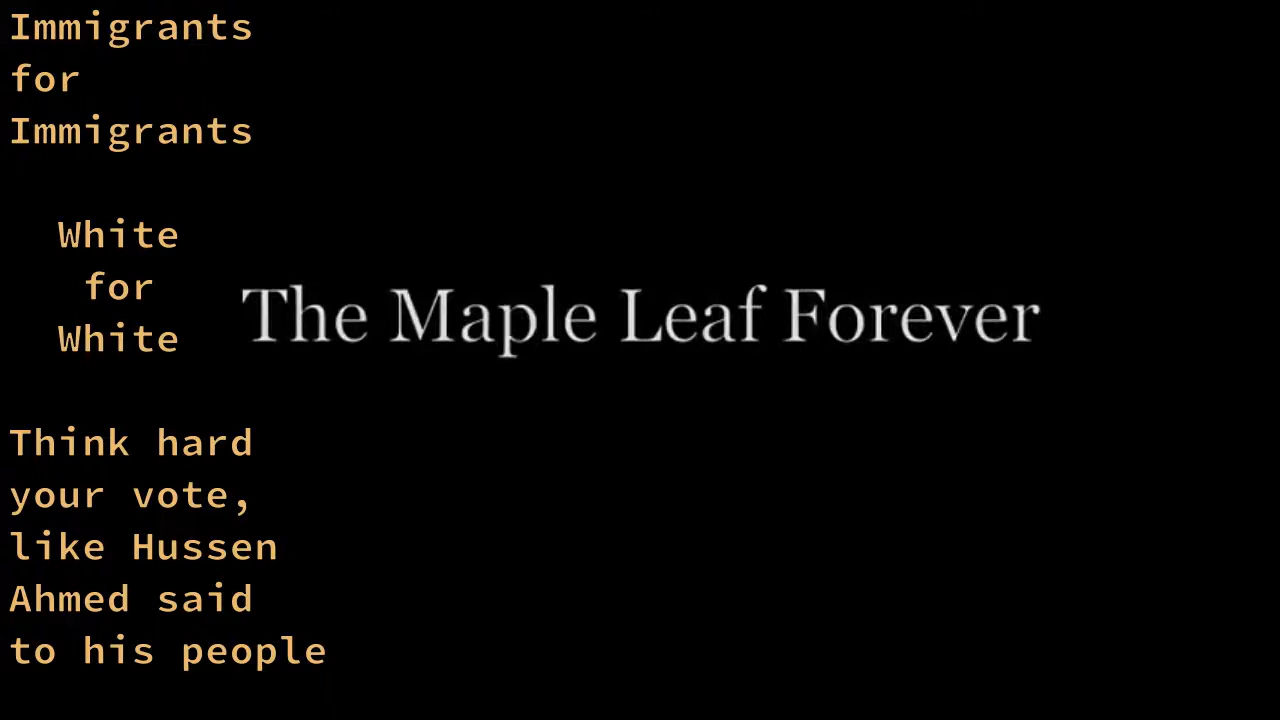 Immigrants
for
Immigrants
White
for
White
The Maple Leaf Forever
Think hard
your vote,
like Hussen
Ahmed said
to his people